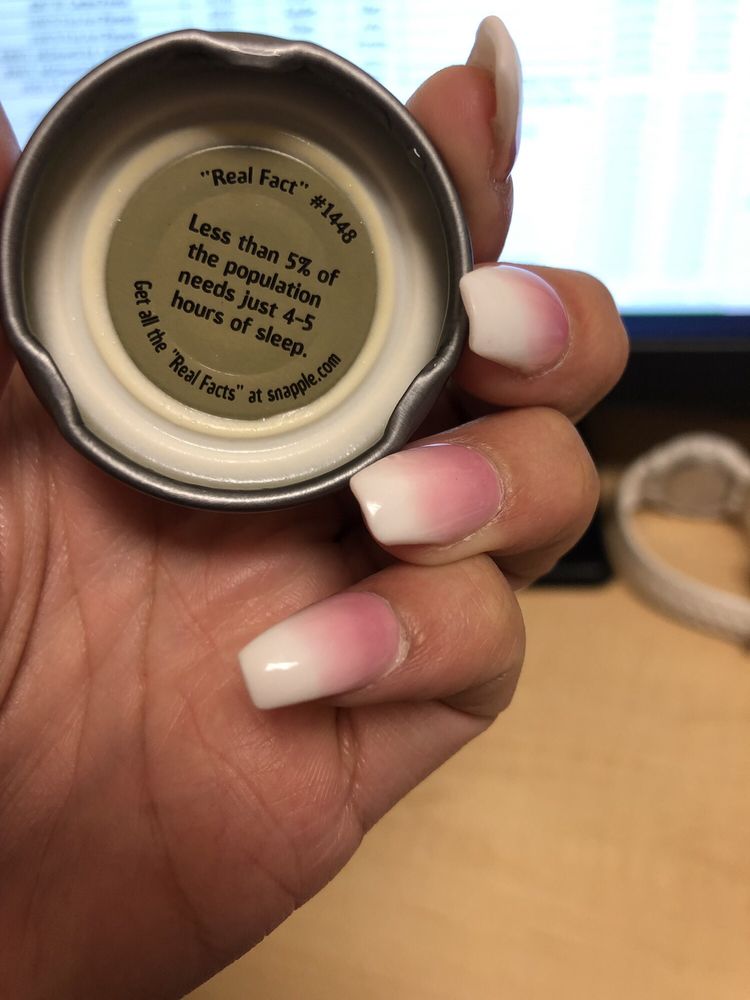 "Real Fact" #1448
Less than 5% of
the population
needs just 4-5
hours of sleep.
Get all the "Real Facts" at snapple.com